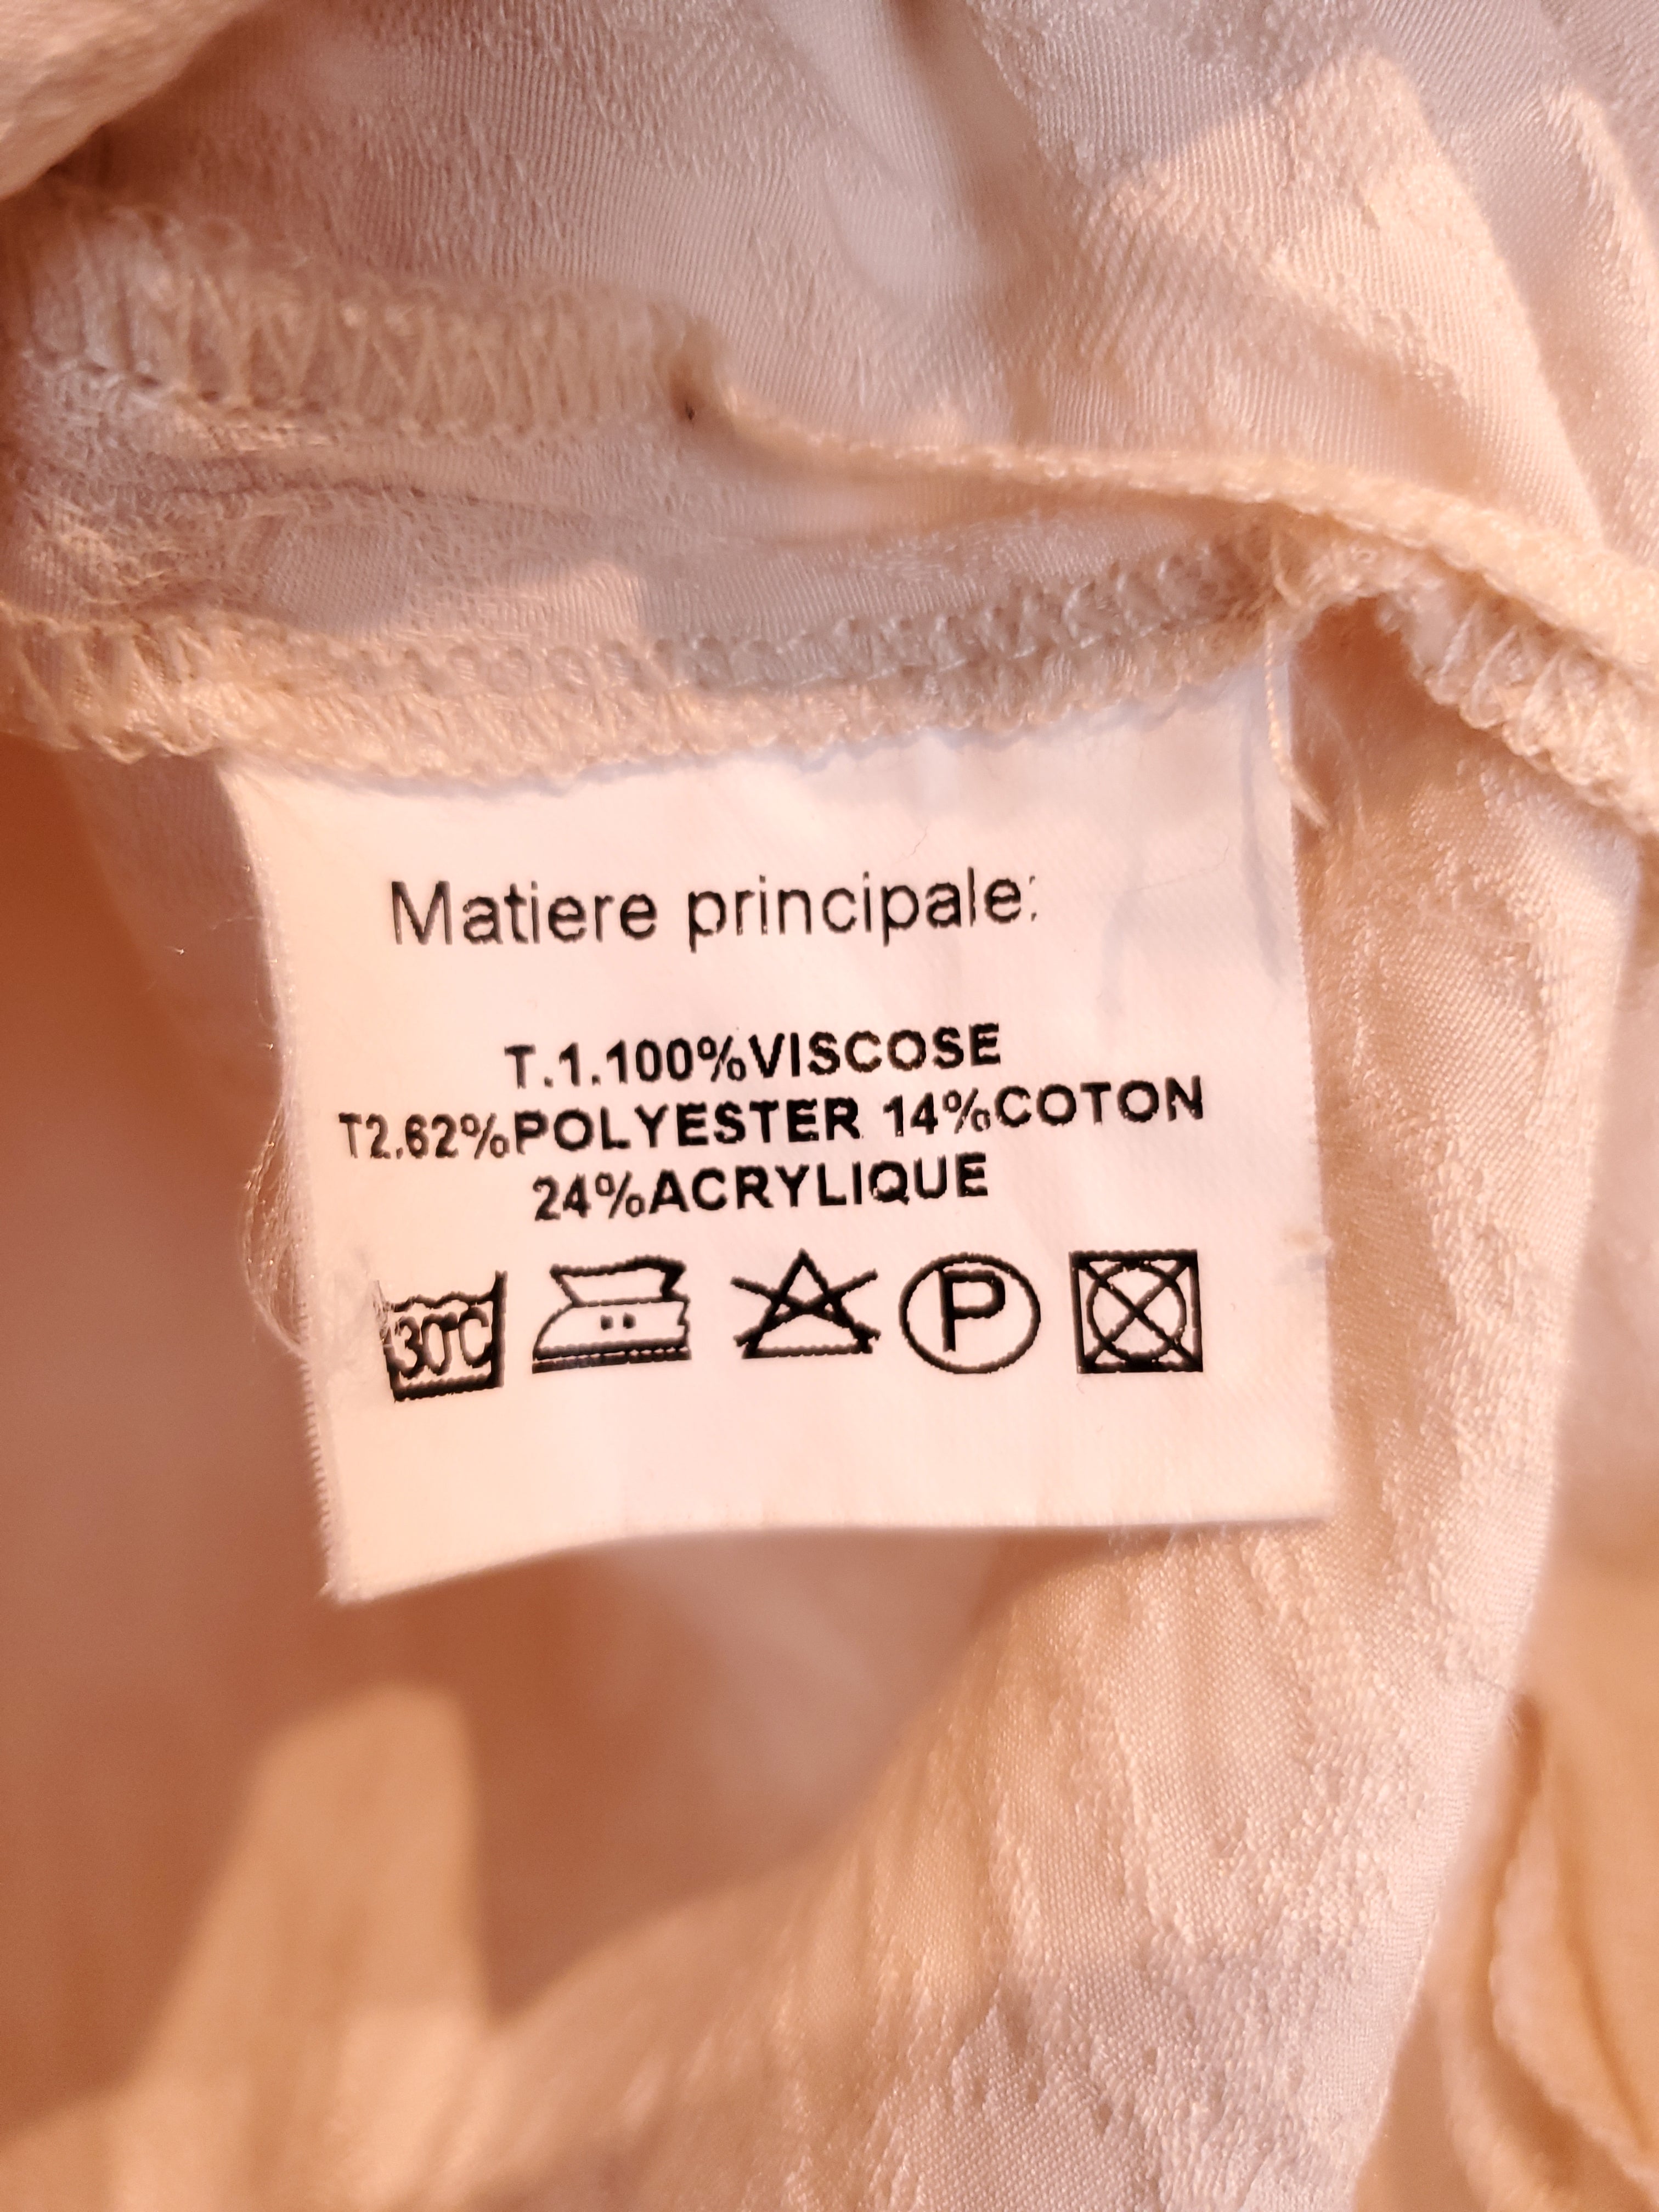 Matiere principale:
T.1.100%VISCOSE
T2.62%POLYESTER 14%COTON
24%ACRYLIQUE
30°C P